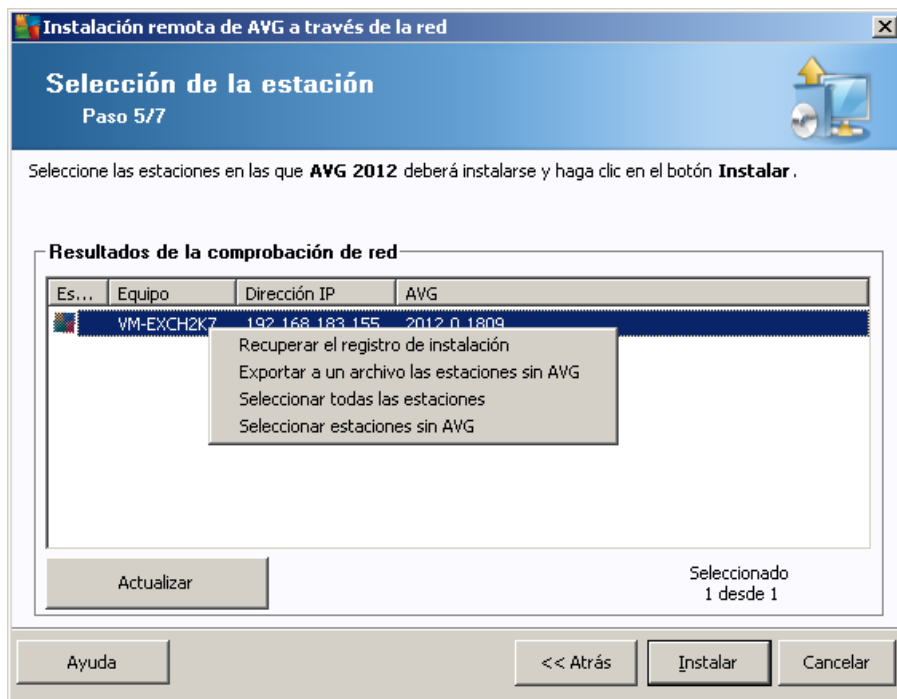 Instalación remota de AVG a través de la red
Selección de la estación
Paso 5/7
Seleccione las estaciones en las que AVG 2012 deberá instalarse y haga clic en el botón Instalar.
Resultados de la comprobación de red
Es... Equipo Dirección IP AVG
VM-EXCH2K7 192.168.183.155 2012.0.1809
Recuperar el registro de instalación
Exportar a un archivo las estaciones sin AVG
Seleccionar todas las estaciones
Seleccionar estaciones sin AVG
Actualizar
Seleccionado
1 desde 1
Ayuda << Atrás Instalar Cancelar